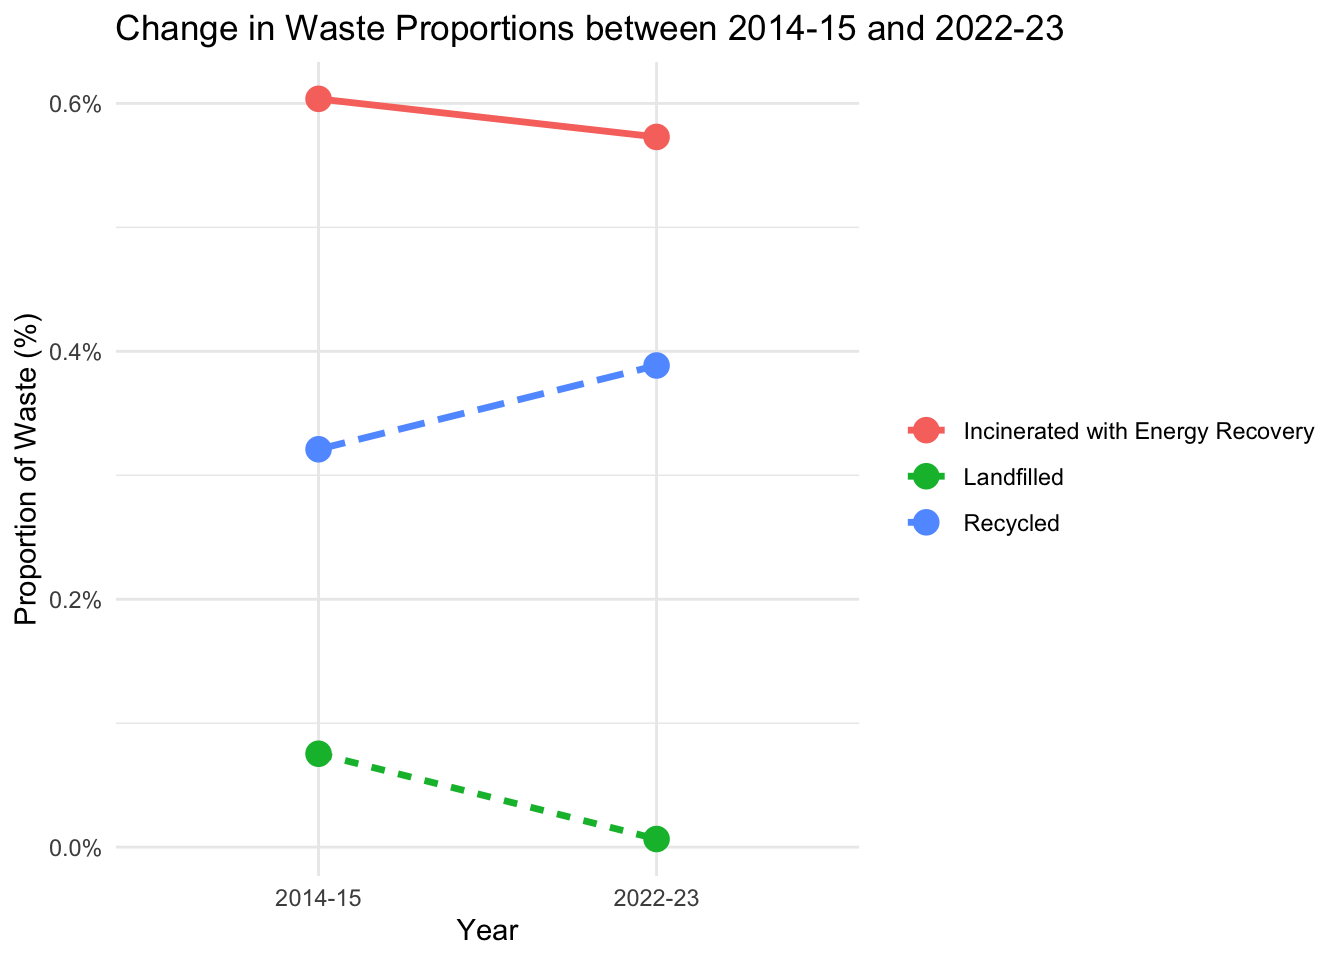 Change in Waste Proportions between 2014-15 and 2022-23
Proportion of Waste (%)
0.6%
0.4%
0.2%
0.0%
2014-15
2022-23
Year
Incinerated with Energy Recovery
Landfilled
Recycled